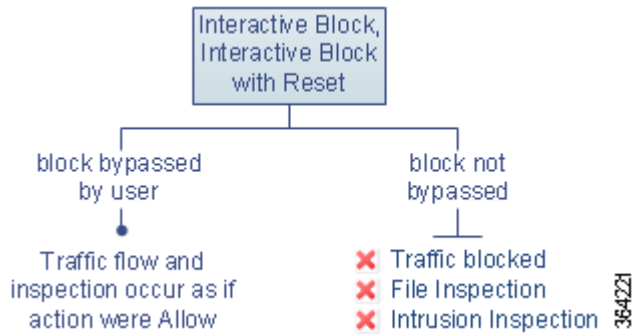 Interactive Block,
Interactive Block
with Reset
block bypassed
by user
block not
bypassed
Traffic flow and
inspection occur as if
action were Allow
Traffic blocked
File Inspection
Intrusion Inspection
364221